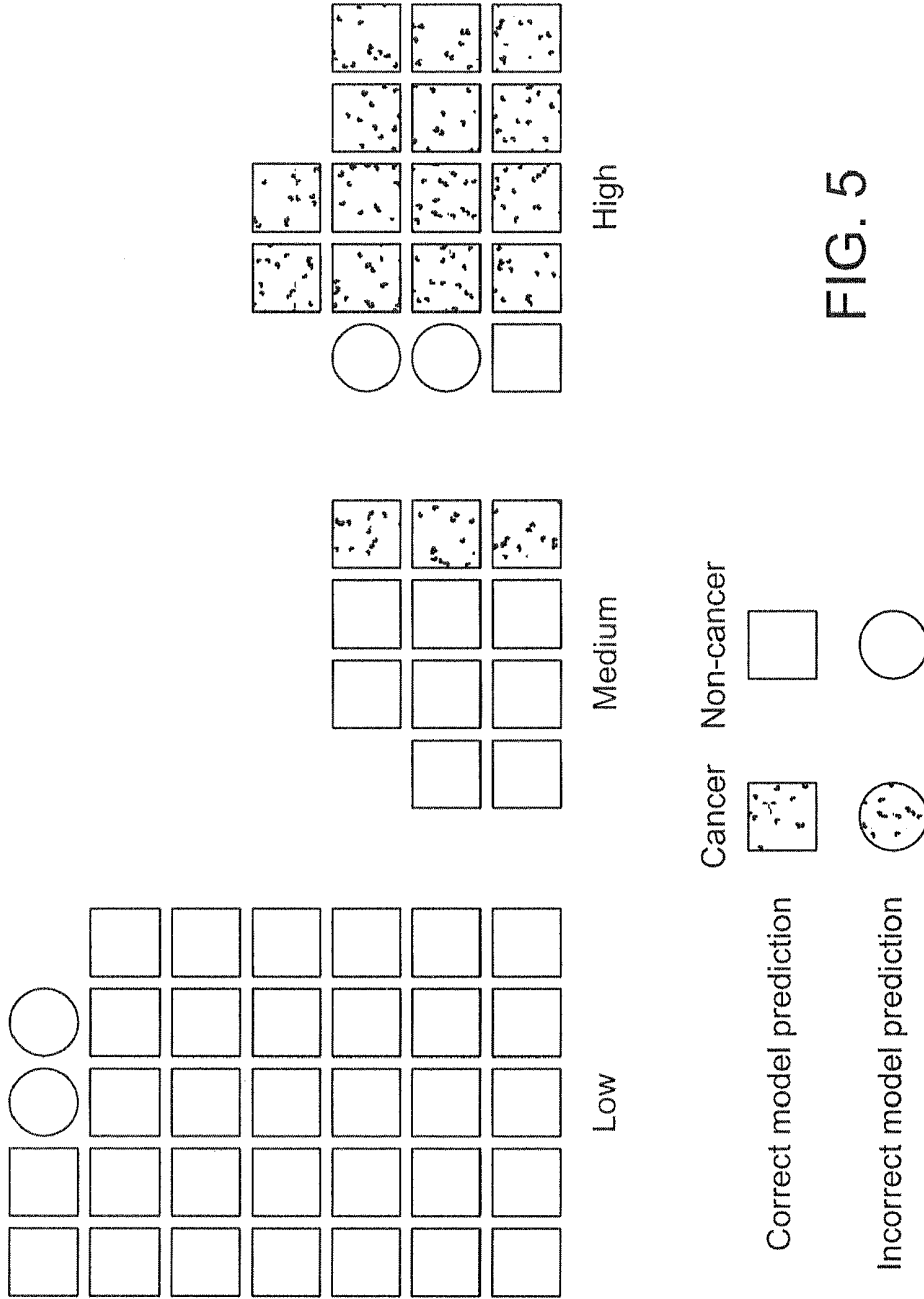 Low
Medium
High
Cancer Non-cancer
Correct model prediction
Incorrect model prediction
FIG. 5